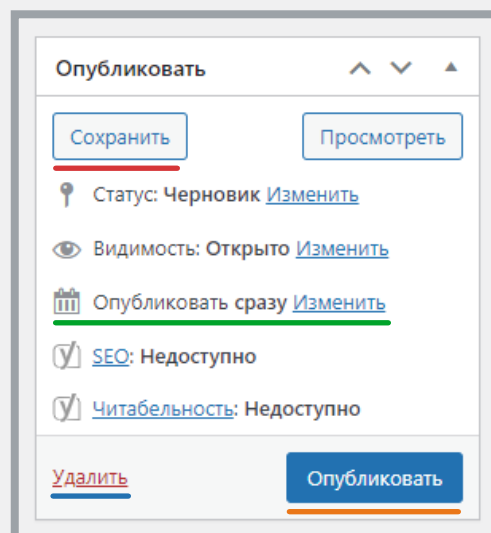 Опубликовать
Сохранить Просмотреть
Статус: Черновик Изменить
Видимость: Открыто Изменить
Опубликовать сразу Изменить
SEO: Недоступно
Читабельность: Недоступно
Удалить Опубликовать